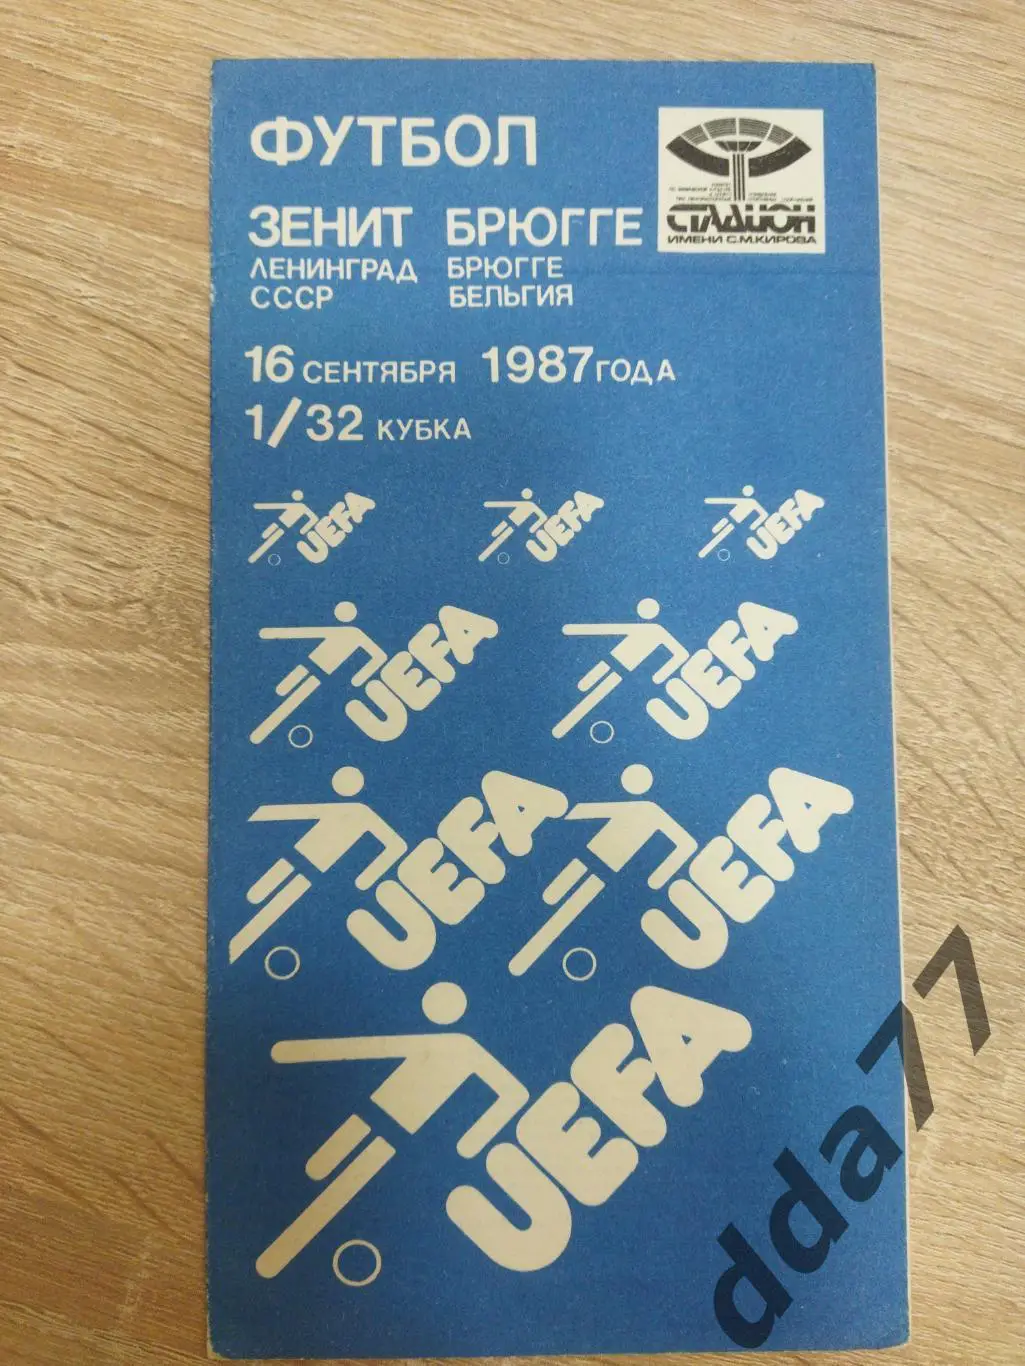 ФУТБОЛ
ЗЕНИТ БРЮГГЕ
ЛЕНИНГРАД БРЮГГЕ
СССР БЕЛЬГИЯ
СТАДИОН
ИМЕНИ С.М.КИРОВА
16 СЕНТЯБРЯ 1987 ГОДА
1/32 КУБКА
UEFA UEFA UEFA
UEFA UEFA
UEFA UEFA
UEFA
dda77